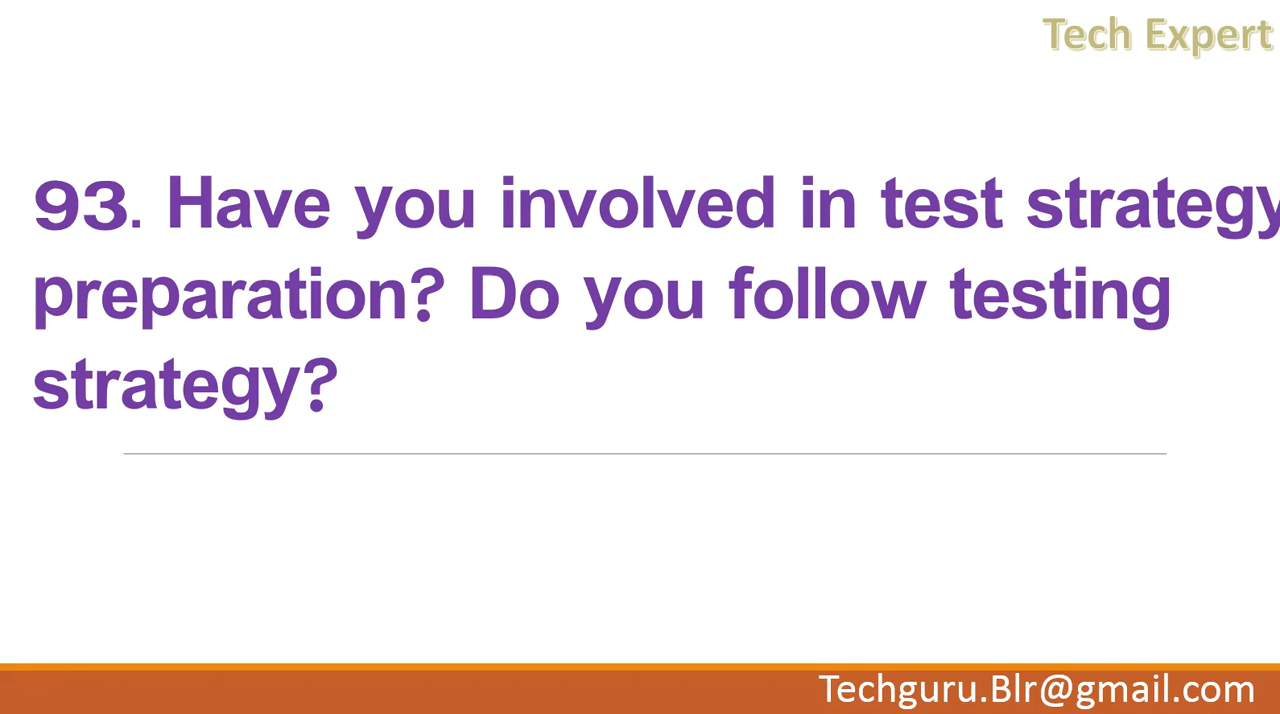 Tech Expert
93. Have you involved in test strategy
preparation? Do you follow testing
strategy?
Techguru.Blr@gmail.com